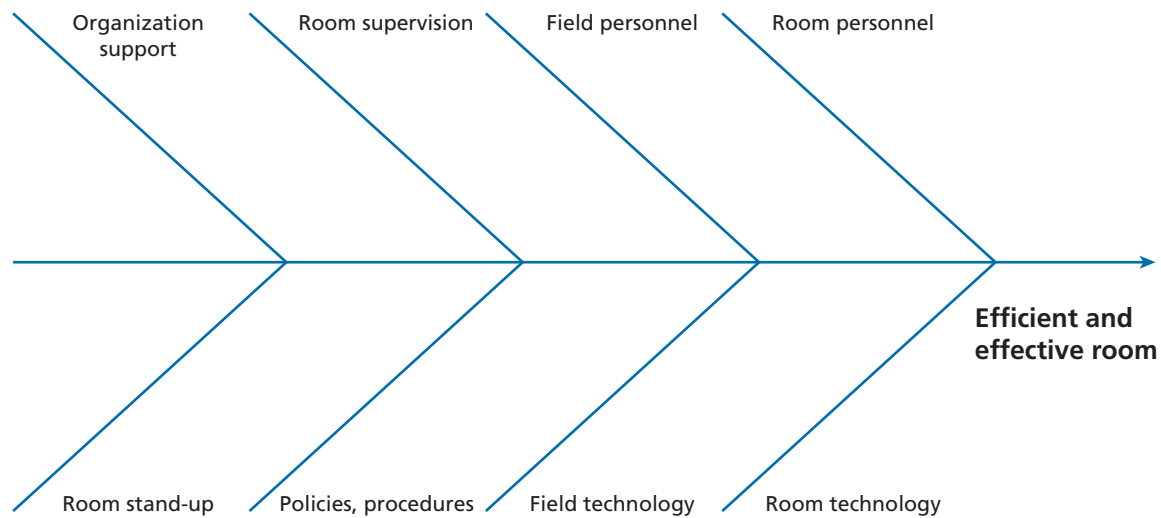 Organization
support
Room supervision
Field personnel
Room personnel
Efficient and
effective room
Room stand-up
Policies, procedures
Field technology
Room technology